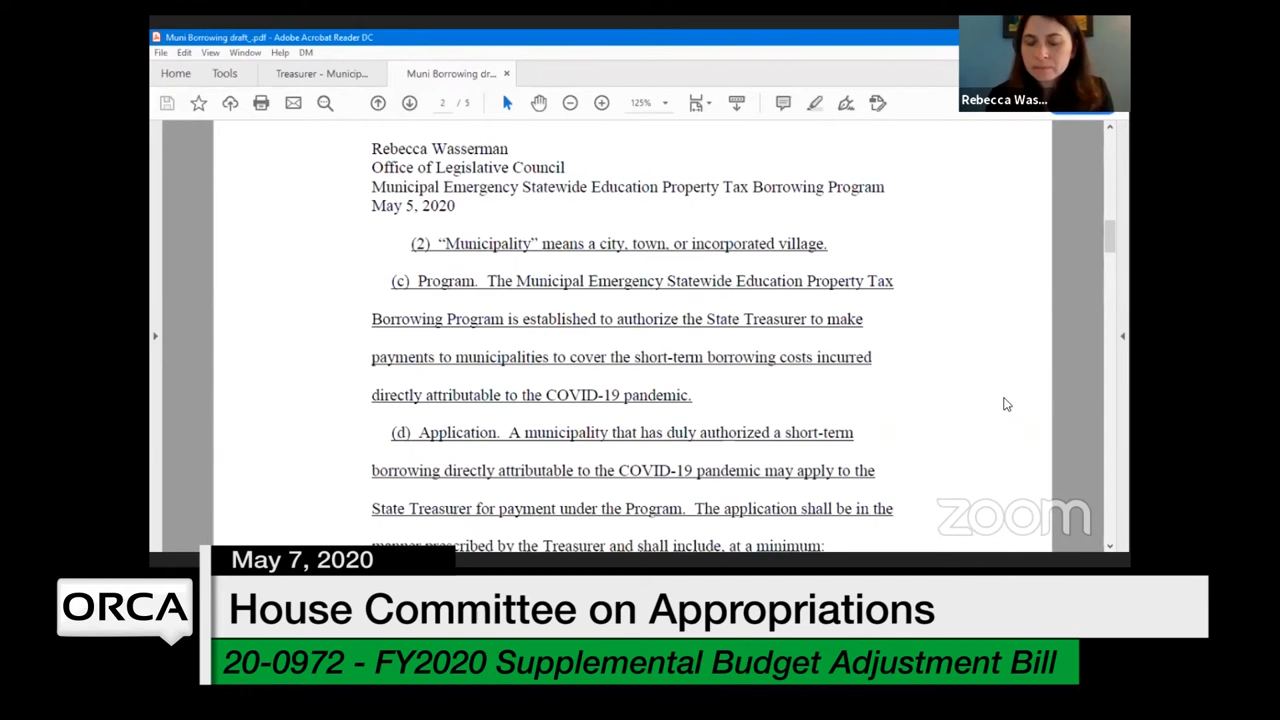 Muni Borrowing draft_.pdf - Adobe Acrobat Reader DC
File Edit View Window Help DM
Home Tools Treasurer - Municip... Muni Borrowing dr... ×
2 / 5 125%
Rebecca Was...
Rebecca Wasserman
Office of Legislative Council
Municipal Emergency Statewide Education Property Tax Borrowing Program
May 5, 2020
(2) “Municipality” means a city, town, or incorporated village.
(c) Program. The Municipal Emergency Statewide Education Property Tax
Borrowing Program is established to authorize the State Treasurer to make
payments to municipalities to cover the short-term borrowing costs incurred
directly attributable to the COVID-19 pandemic.
(d) Application. A municipality that has duly authorized a short-term
borrowing directly attributable to the COVID-19 pandemic may apply to the
State Treasurer for payment under the Program. The application shall be in the
manner prescribed by the Treasurer and shall include, at a minimum:
zoom
May 7, 2020
ORCA
House Committee on Appropriations
20-0972 - FY2020 Supplemental Budget Adjustment Bill